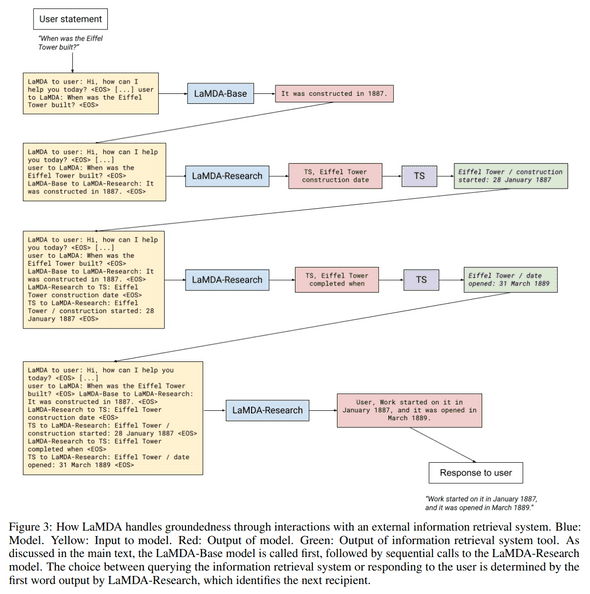 User statement
"When was the Eiffel
Tower built?"
LaMDA to user: Hi, how can I
help you today? <EOS> [...] user
to LaMDA: When was the Eiffel
Tower built? <EOS>
LaMDA-Base
It was constructed in 1887.
LaMDA to user: Hi, how can I help
you today? <EOS> [...]
user to LaMDA: When was the
Eiffel Tower built? <EOS>
LaMDA-Base to LaMDA-Research: It
was constructed in 1887. <EOS>
LaMDA-Research
TS, Eiffel Tower
construction date
TS
Eiffel Tower / construction
started: 28 January 1887
LaMDA to user: Hi, how can I help
you today? <EOS> [...]
user to LaMDA: When was the
Eiffel Tower built? <EOS>
LaMDA-Base to LaMDA-Research: It
was constructed in 1887. <EOS>
LaMDA-Research to TS: Eiffel
Tower construction date <EOS>
TS to LaMDA-Research: Eiffel
Tower / construction started: 28
January 1887 <EOS>
LaMDA-Research
TS, Eiffel Tower
completed when
TS
Eiffel Tower / date
opened: 31 March 1889
LaMDA to user: Hi, how can I help you
today? <EOS> [...]
user to LaMDA: When was the Eiffel Tower
built? <EOS> LaMDA-Base to LaMDA-Research:
It was constructed in 1887. <EOS>
LaMDA-Research to TS: Eiffel Tower
construction date <EOS>
TS to LaMDA-Research: Eiffel Tower /
construction started: 28 January 1887 <EOS>
LaMDA-Research to TS: Eiffel Tower
completed when <EOS>
TS to LaMDA-Research: Eiffel Tower / date
opened: 31 March 1889 <EOS>
LaMDA-Research
User, Work started on it in
January 1887, and it was opened in
March 1889.
Response to user
"Work started on it in January 1887,
and it was opened in March 1889."
Figure 3: How LaMDA handles groundedness through interactions with an external information retrieval system. Blue:
Model. Yellow: Input to model. Red: Output of model. Green: Output of information retrieval system tool. As
discussed in the main text, the LaMDA-Base model is called first, followed by sequential calls to the LaMDA-Research
model. The choice between querying the information retrieval system or responding to the user is determined by the
first word output by LaMDA-Research, which identifies the next recipient.